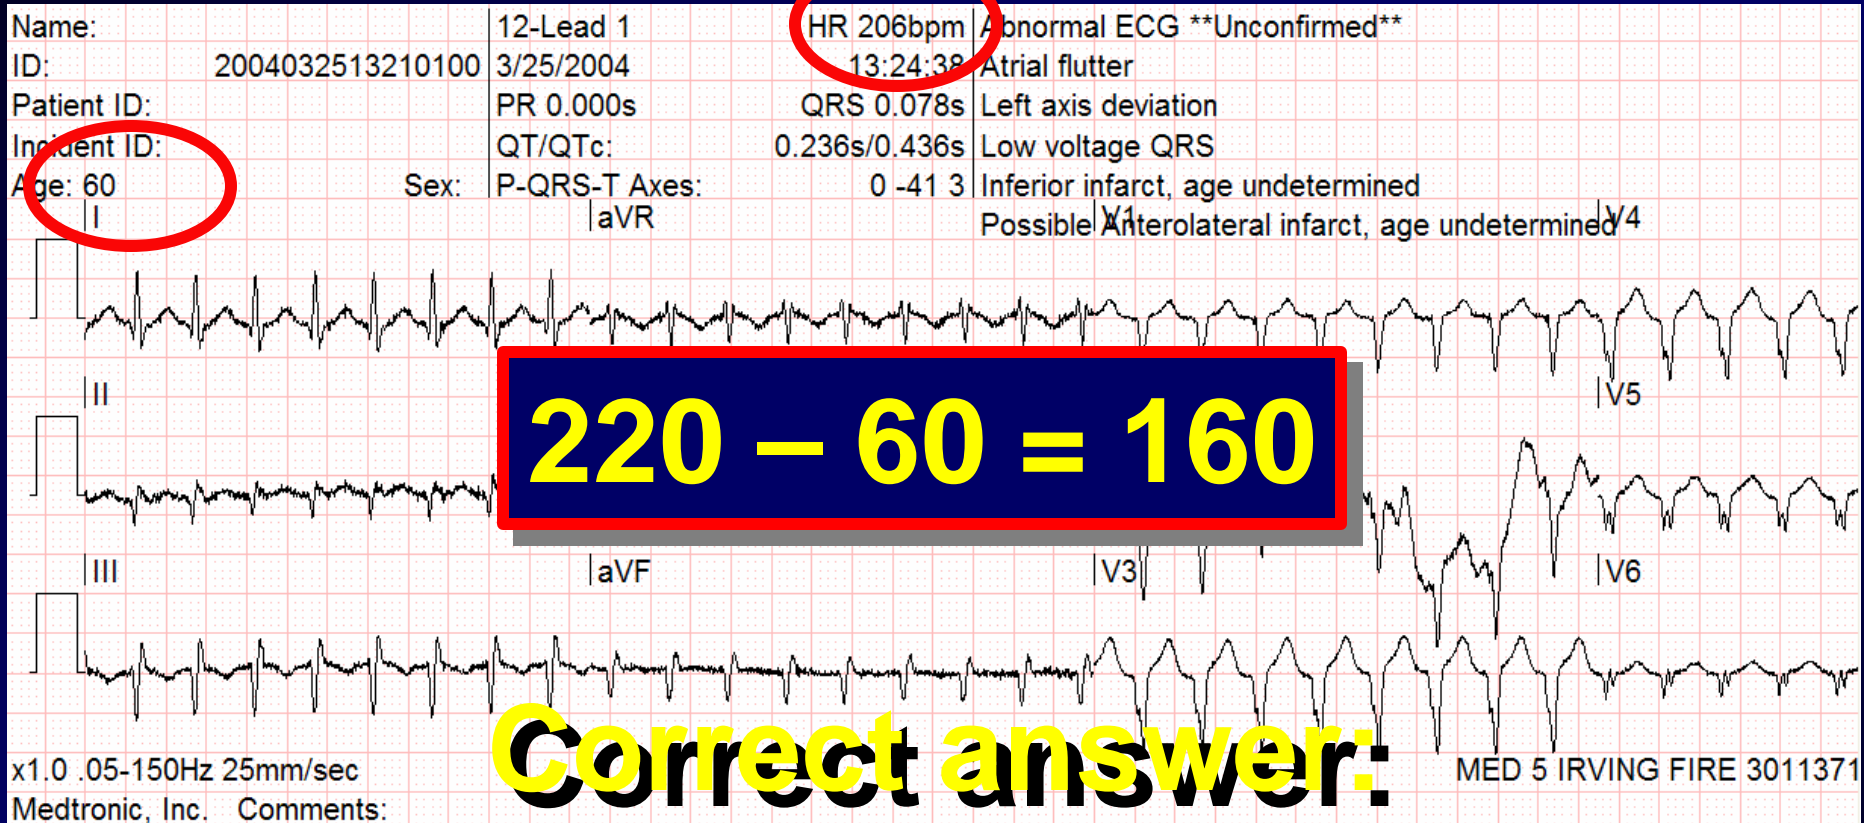 Name:
ID: 2004032513210100
Patient ID:
Incident ID:
Age: 60 Sex:
12-Lead 1 HR 206bpm
3/25/2004 13:24:38
PR 0.000s QRS 0.078s
QT/QTc: 0.236s/0.436s
P-QRS-T Axes: 0 -41 3
Abnormal ECG **Unconfirmed**
Atrial flutter
Left axis deviation
Low voltage QRS
Inferior infarct, age undetermined
Possible Anterolateral infarct, age undetermined
I aVR V1 V4
220 – 60 = 160
II V5
III aVF V3 V6
Correct answer:
x1.0 .05-150Hz 25mm/sec
MED 5 IRVING FIRE 3011371
Medtronic, Inc. Comments: